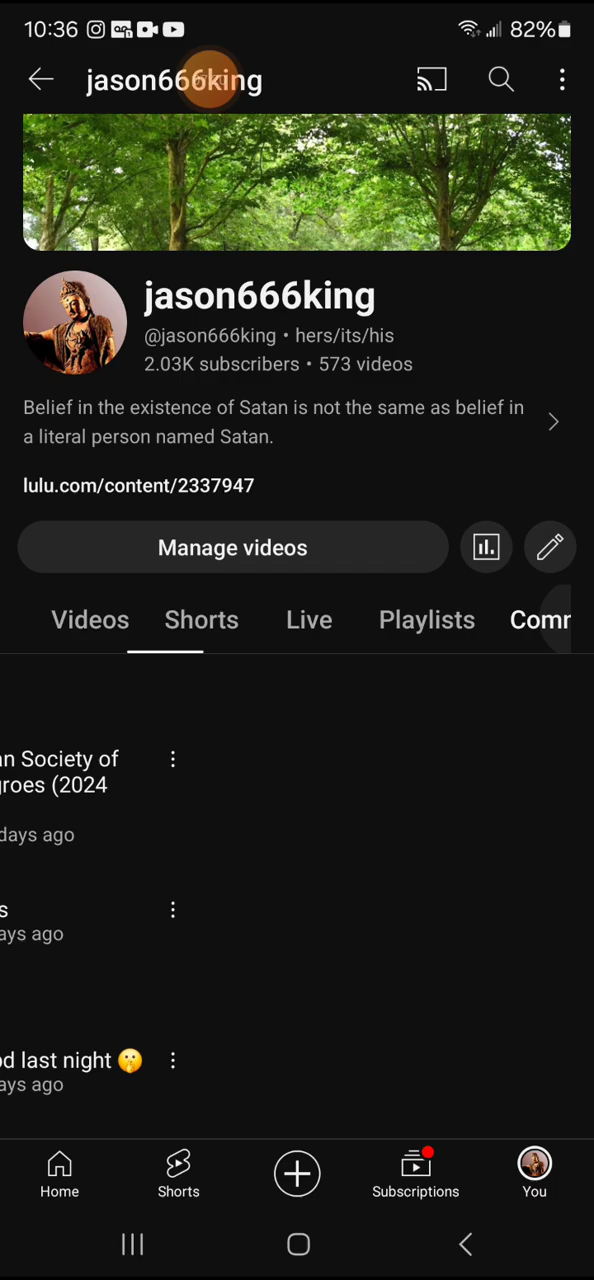 10:36
82%
jason666king
jason666king
@jason666king • hers/its/his
2.03K subscribers • 573 videos
Belief in the existence of Satan is not the same as belief in
a literal person named Satan.
lulu.com/content/2337947
Manage videos
Videos Shorts Live Playlists Comm
an Society of
groes (2024
days ago
s
ays ago
od last night 🤫
ays ago
Home Shorts Subscriptions You